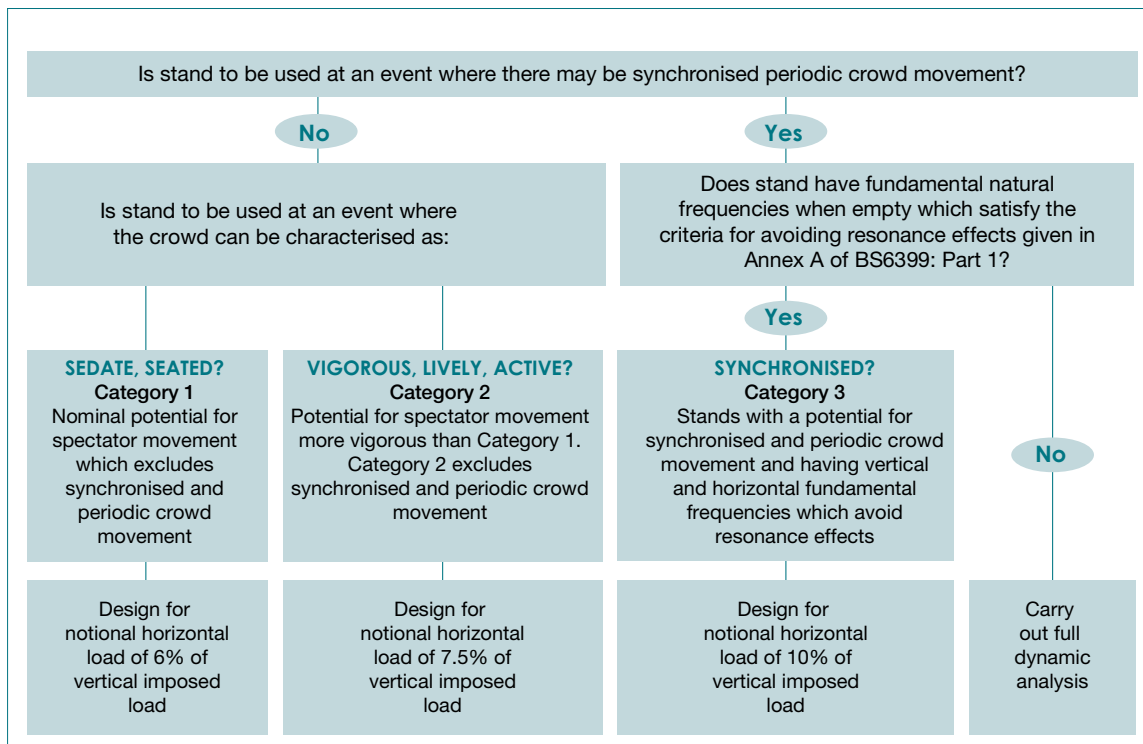 Is stand to be used at an event where there may be synchronised periodic crowd movement?
No
Yes
Is stand to be used at an event where
the crowd can be characterised as:
Does stand have fundamental natural
frequencies when empty which satisfy the
criteria for avoiding resonance effects given in
Annex A of BS6399: Part 1?
Yes
SEDATE, SEATED?
Category 1
Nominal potential for
spectator movement
which excludes
synchronised and
periodic crowd
movement
VIGOROUS, LIVELY, ACTIVE?
Category 2
Potential for spectator movement
more vigorous than Category 1.
Category 2 excludes
synchronised and periodic crowd
movement
SYNCHRONISED?
Category 3
Stands with a potential for
synchronised and periodic crowd
movement and having vertical
and horizontal fundamental
frequencies which avoid
resonance effects
No
Design for
notional horizontal
load of 6% of
vertical imposed
load
Design for
notional horizontal
load of 7.5% of
vertical imposed
load
Design for
notional horizontal
load of 10% of
vertical imposed
load
Carry
out full
dynamic
analysis